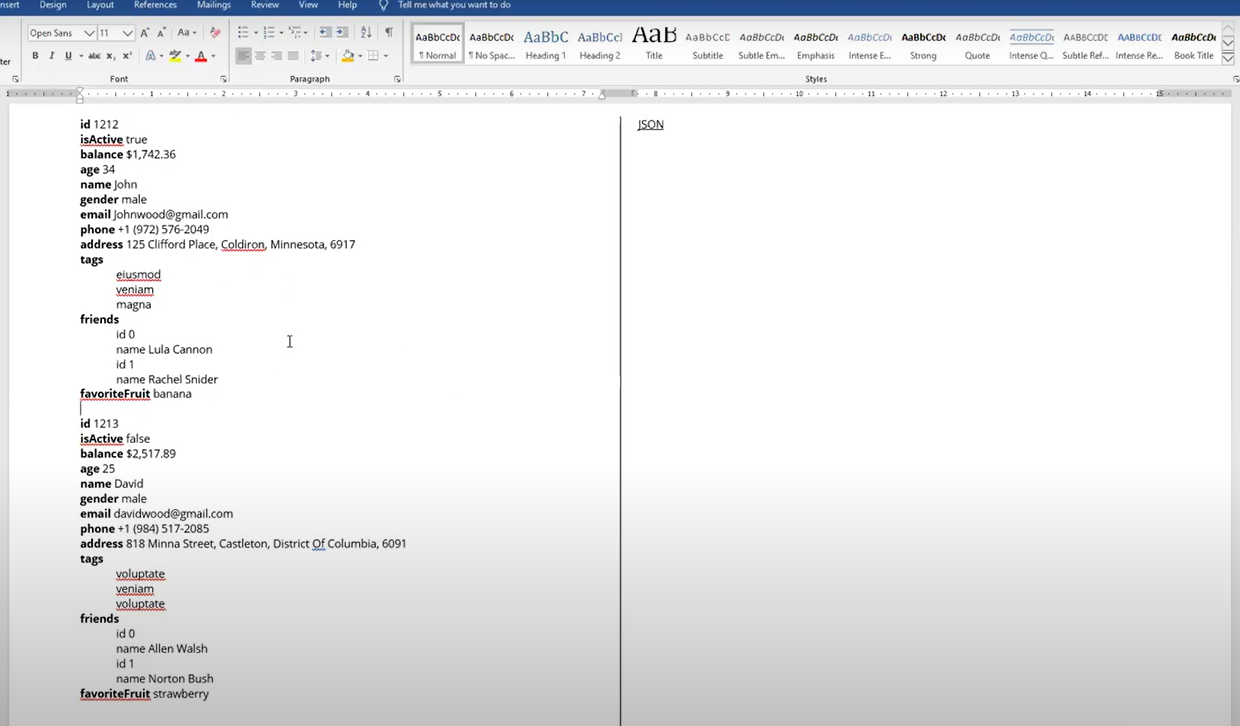 nsert Design Layout References Mailings Review View Help Tell me what you want to do
Open Sans 11 Aa
AaBbCcDc AaBbCcDc AaBbC AaBbCcI AaB AaBbCcD AaBbCcDc AaBbCcDc AaBbCcDc AaBbCcDc AaBbCcDc AaBbCcDc AABBCCDC AABBCCDC AaBbCcDc
B I U abc x₂ x² A A
¶ Normal ¶ No Spac... Heading 1 Heading 2 Title Subtitle Subtle Em... Emphasis Intense E... Strong Quote Intense Q... Subtle Ref... Intense Re... Book Title
ter Font Paragraph Styles
1 1 2 3 4 5 6 7 8 9 10 11 12 13 14 15
id 1212
isActive true
balance $1,742.36
age 34
name John
gender male
email Johnwood@gmail.com
phone +1 (972) 576-2049
address 125 Clifford Place, Coldiron, Minnesota, 6917
tags
eiusmod
veniam
magna
friends
id 0
name Lula Cannon
id 1
name Rachel Snider
favoriteFruit banana
id 1213
isActive false
balance $2,517.89
age 25
name David
gender male
email davidwood@gmail.com
phone +1 (984) 517-2085
address 818 Minna Street, Castleton, District Of Columbia, 6091
tags
voluptate
veniam
voluptate
friends
id 0
name Allen Walsh
id 1
name Norton Bush
favoriteFruit strawberry
JSON